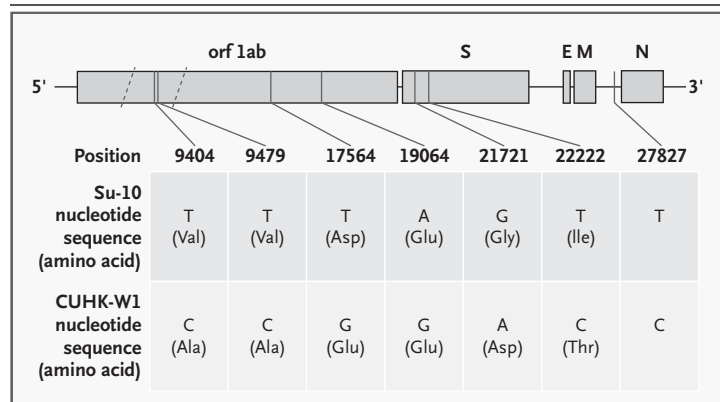 orf 1ab S E M N
5' 3'
Position 9404 9479 17564 19064 21721 22222 27827
Su-10
nucleotide
sequence
(amino acid)
T T T A G T T
(Val) (Val) (Asp) (Glu) (Gly) (Ile)
CUHK-W1
nucleotide
sequence
(amino acid)
C C G G A C C
(Ala) (Ala) (Glu) (Glu) (Asp) (Thr)